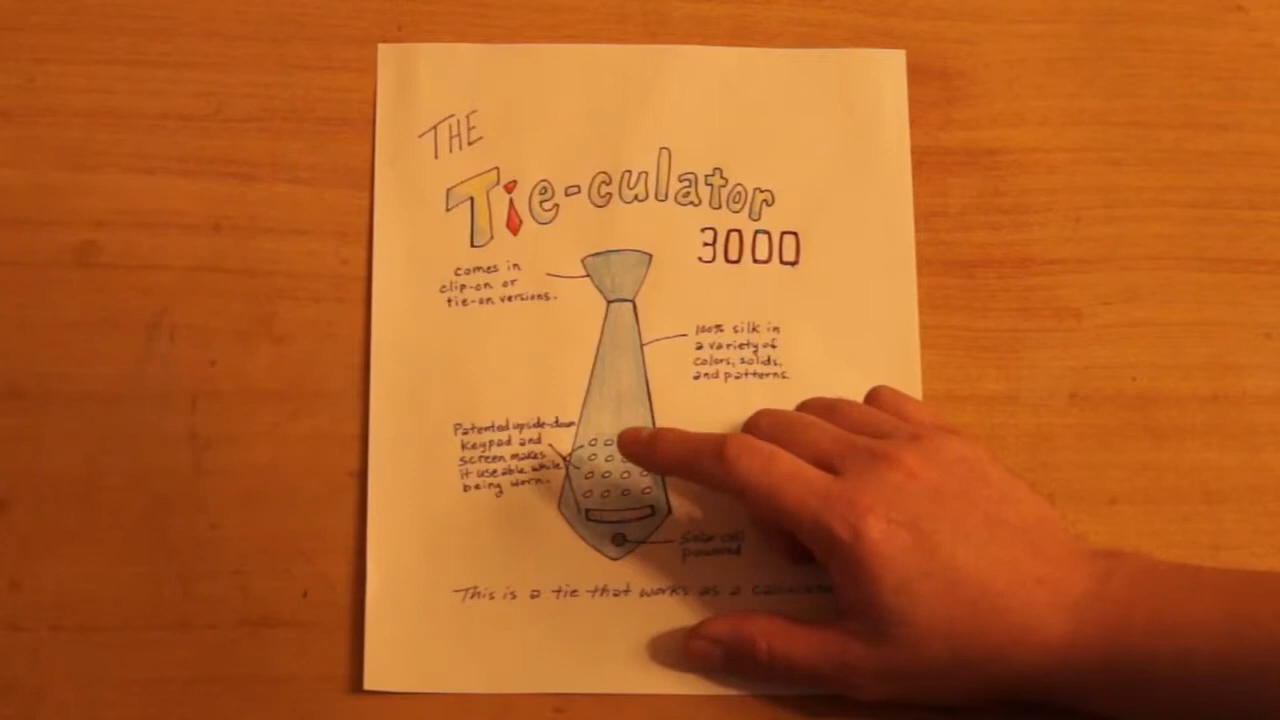 THE
Tie-culator
3000
comes in
clip-on or
tie-on versions.
100% silk in
a variety of
colors, solids,
and patterns.
Patented upside-down
keypad and
screen makes
it useable while
being worn.
Solar cell
powered
This is a tie that works as a